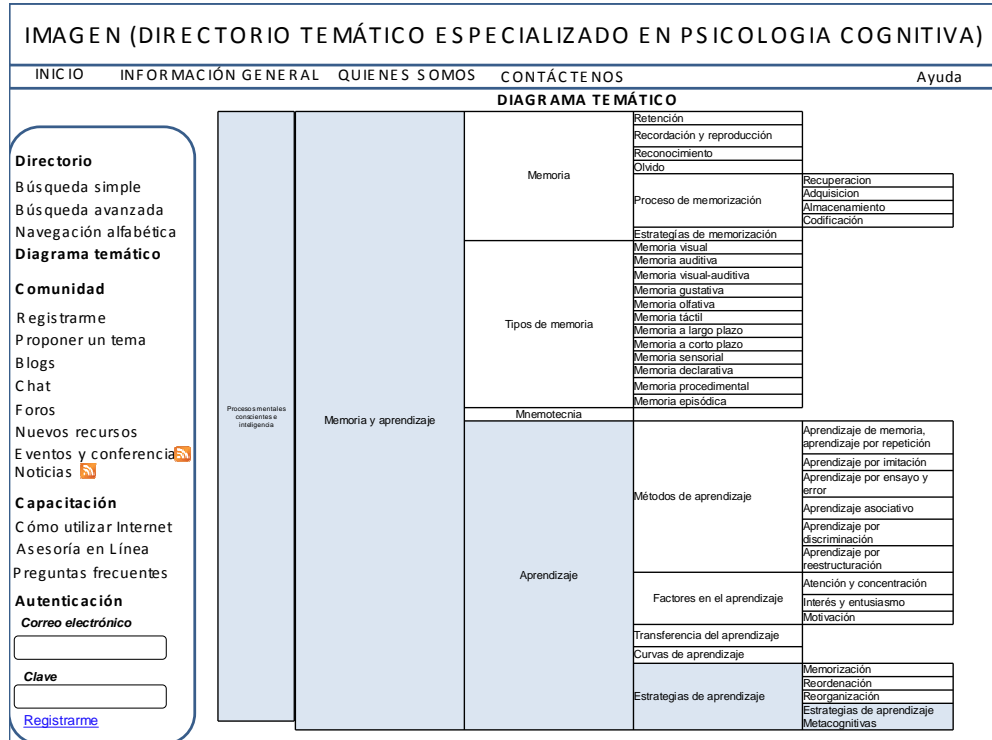 IMAGEN (DIRECTORIO TEMÁTICO ESPECIALIZADO EN PSICOLOGIA COGNITIVA)
INICIO INFORMACIÓN GENERAL QUIENES SOMOS CONTÁCTENOS Ayuda
DIAGRAMA TEMÁTICO
Directorio
Búsqueda simple
Búsqueda avanzada
Navegación alfabética
Diagrama temático
Comunidad
Registrarme
Proponer un tema
Blogs
Chat
Foros
Nuevos recursos
Eventos y conferencia
Noticias
Capacitación
Cómo utilizar Internet
Asesoría en Línea
Preguntas frecuentes
Autenticación
Correo electrónico
Clave
Registrarme
Procesos mentales
conscientes e
inteligencia
Memoria y aprendizaje
Memoria
Retención
Recordación y reproducción
Reconocimiento
Olvido
Proceso de memorización
Recuperacion
Adquisicion
Almacenamiento
Codificación
Estrategías de memorización
Tipos de memoria
Memoria visual
Memoria auditiva
Memoria visual-auditiva
Memoria gustativa
Memoria olfativa
Memoria táctil
Memoria a largo plazo
Memoria a corto plazo
Memoria sensorial
Memoria declarativa
Memoria procedimental
Memoria episódica
Mnemotecnia
Aprendizaje
Métodos de aprendizaje
Aprendizaje de memoria,
aprendizaje por repetición
Aprendizaje por imitación
Aprendizaje por ensayo y
error
Aprendizaje asociativo
Aprendizaje por
discriminación
Aprendizaje por
reestructuración
Factores en el aprendizaje
Atención y concentración
Interés y entusiasmo
Motivación
Transferencia del aprendizaje
Curvas de aprendizaje
Estrategias de aprendizaje
Memorización
Reordenación
Reorganización
Estrategias de aprendizaje
Metacognitivas